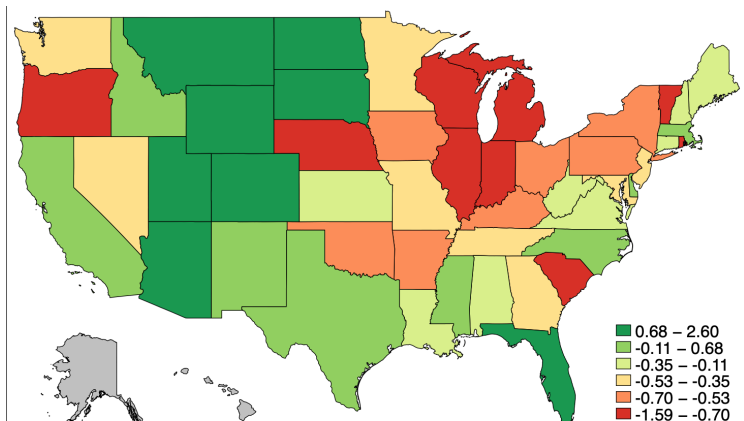 0.68 – 2.60
-0.11 – 0.68
-0.35 – -0.11
-0.53 – -0.35
-0.70 – -0.53
-1.59 – -0.70